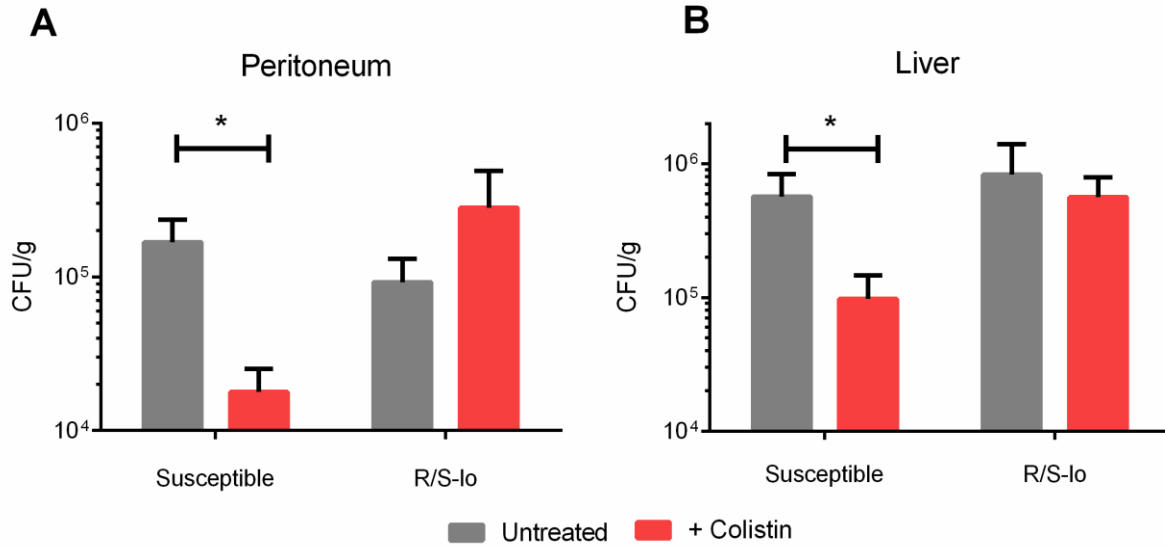 A
Peritoneum
CFU/g
10⁶
*
10⁵
10⁴
Susceptible
R/S-lo
B
Liver
CFU/g
10⁶
*
10⁵
10⁴
Susceptible
R/S-lo
Untreated + Colistin